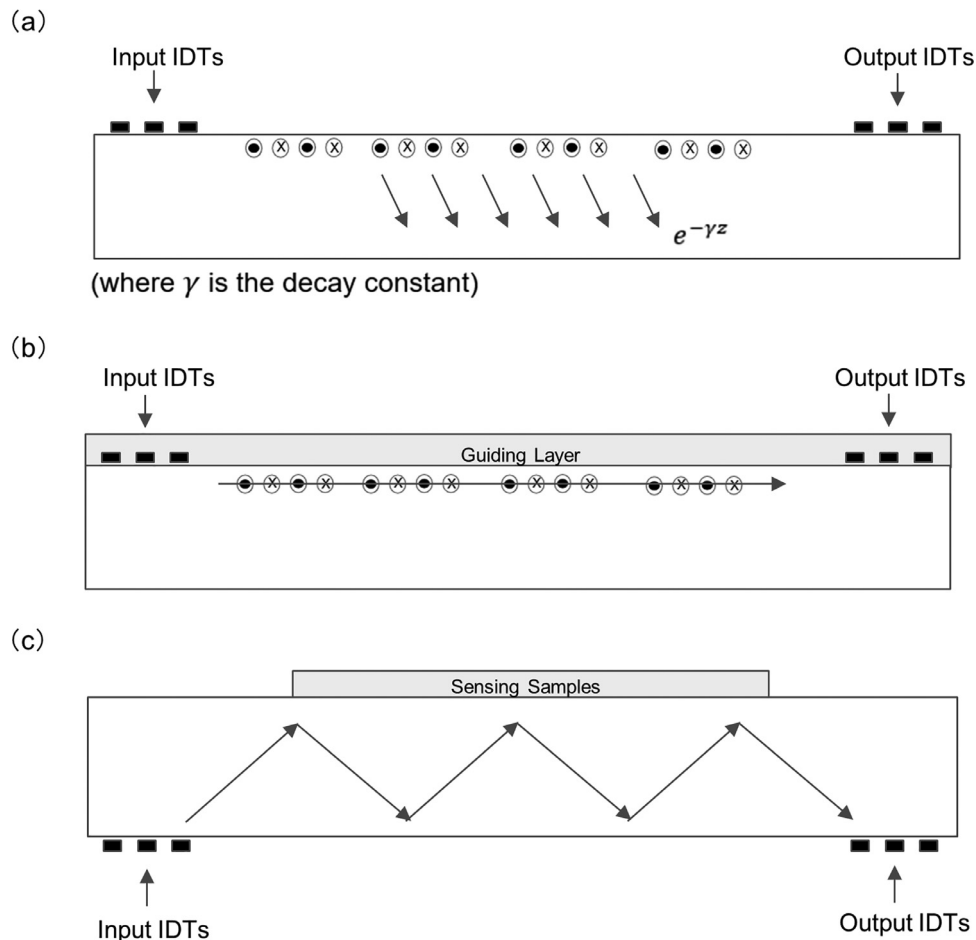 (a)
Input IDTs Output IDTs
x x x x x x x x
e^{-γz}
(where γ is the decay constant)
(b)
Input IDTs Output IDTs
Guiding Layer
x x x x x x x x
(c)
Sensing Samples
Input IDTs Output IDTs